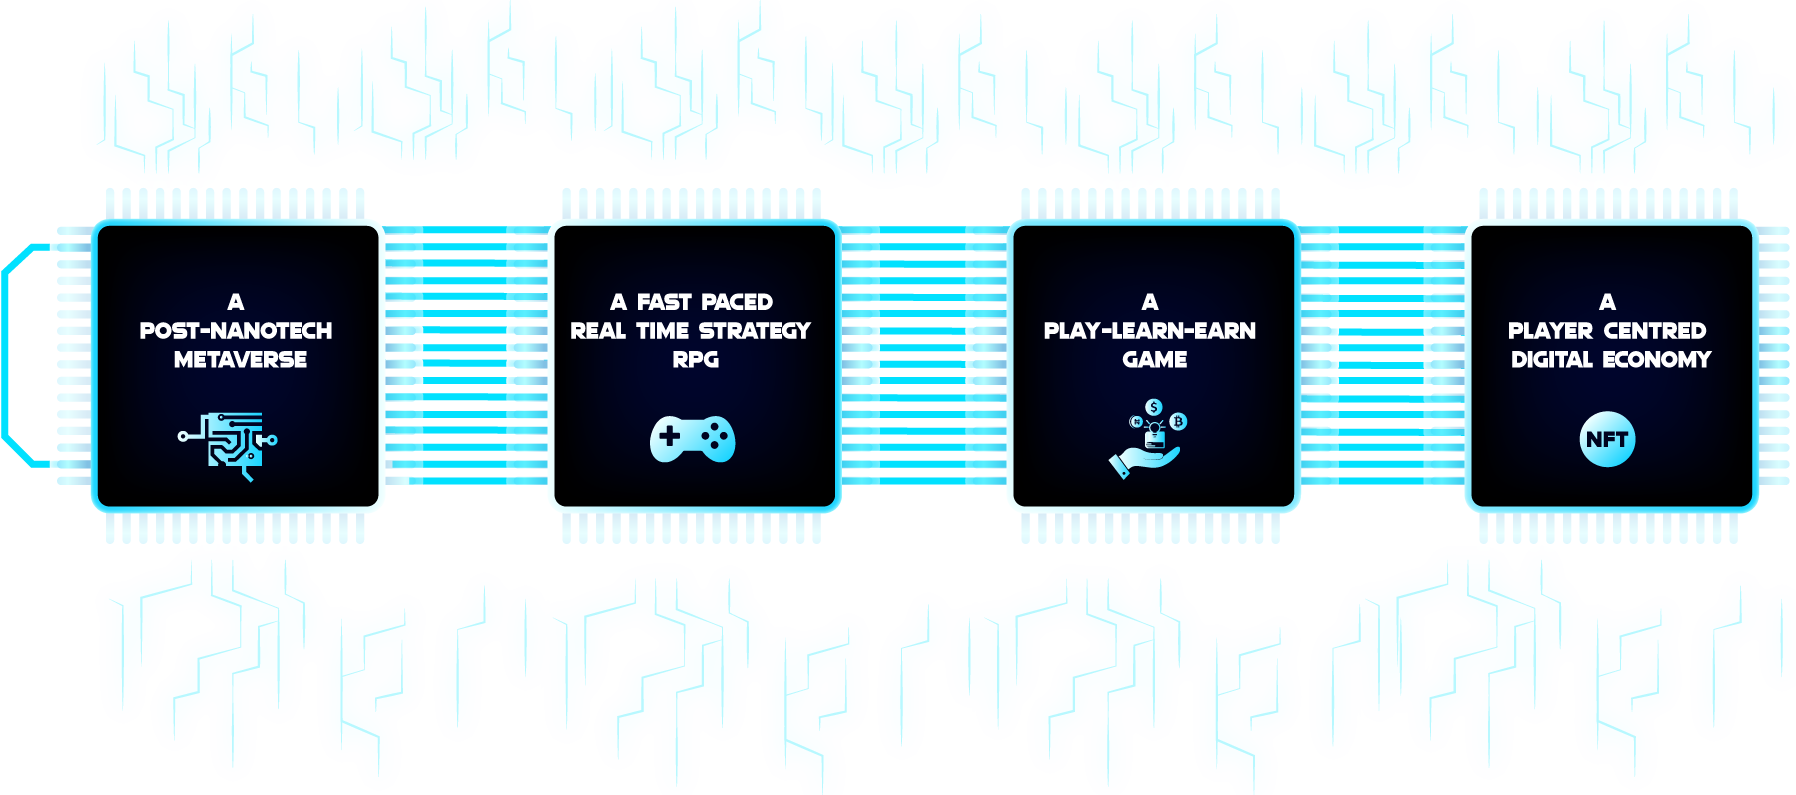 A
POST-NANOTECH
METAVERSE
A FAST PACED
REAL TIME STRATEGY
RPG
A
PLAY-LEARN-EARN
GAME
$
₿
A
PLAYER CENTRED
DIGITAL ECONOMY
NFT